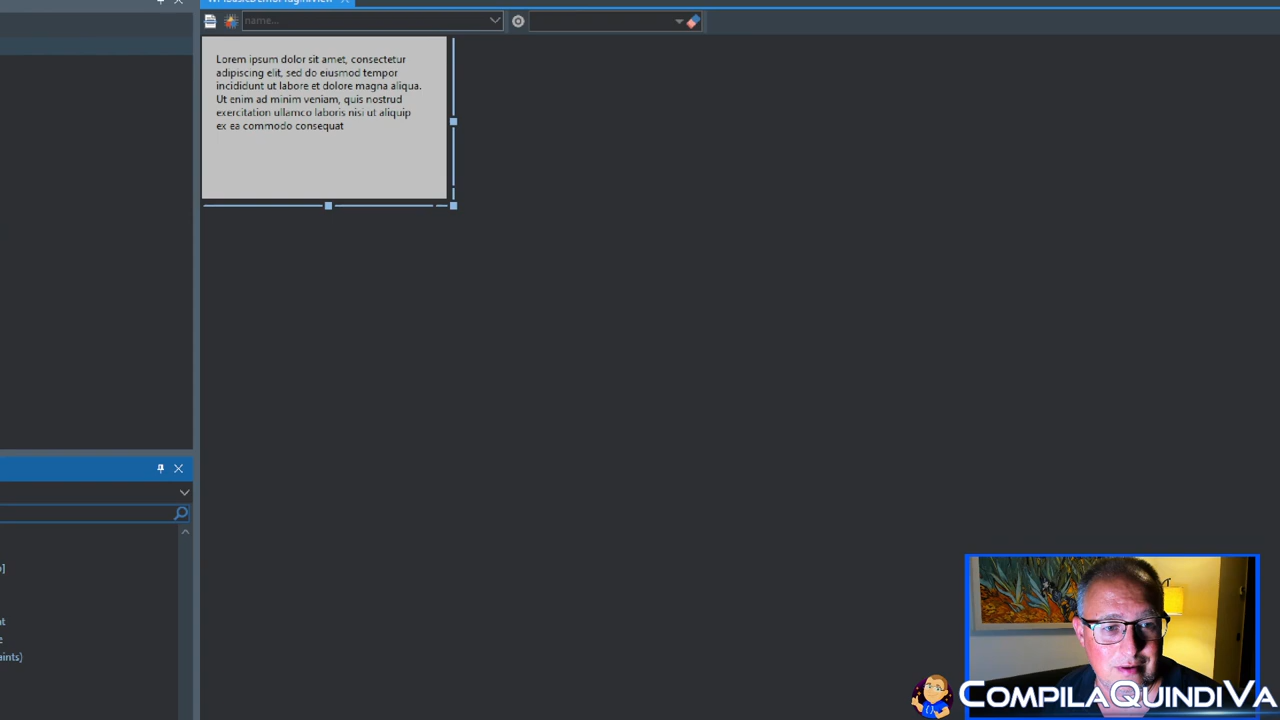 name...
Lorem ipsum dolor sit amet, consectetur
adipiscing elit, sed do eiusmod tempor
incididunt ut labore et dolore magna aliqua.
Ut enim ad minim veniam, quis nostrud
exercitation ullamco laboris nisi ut aliquip
ex ea commodo consequat
COMPILAQUINDIVA